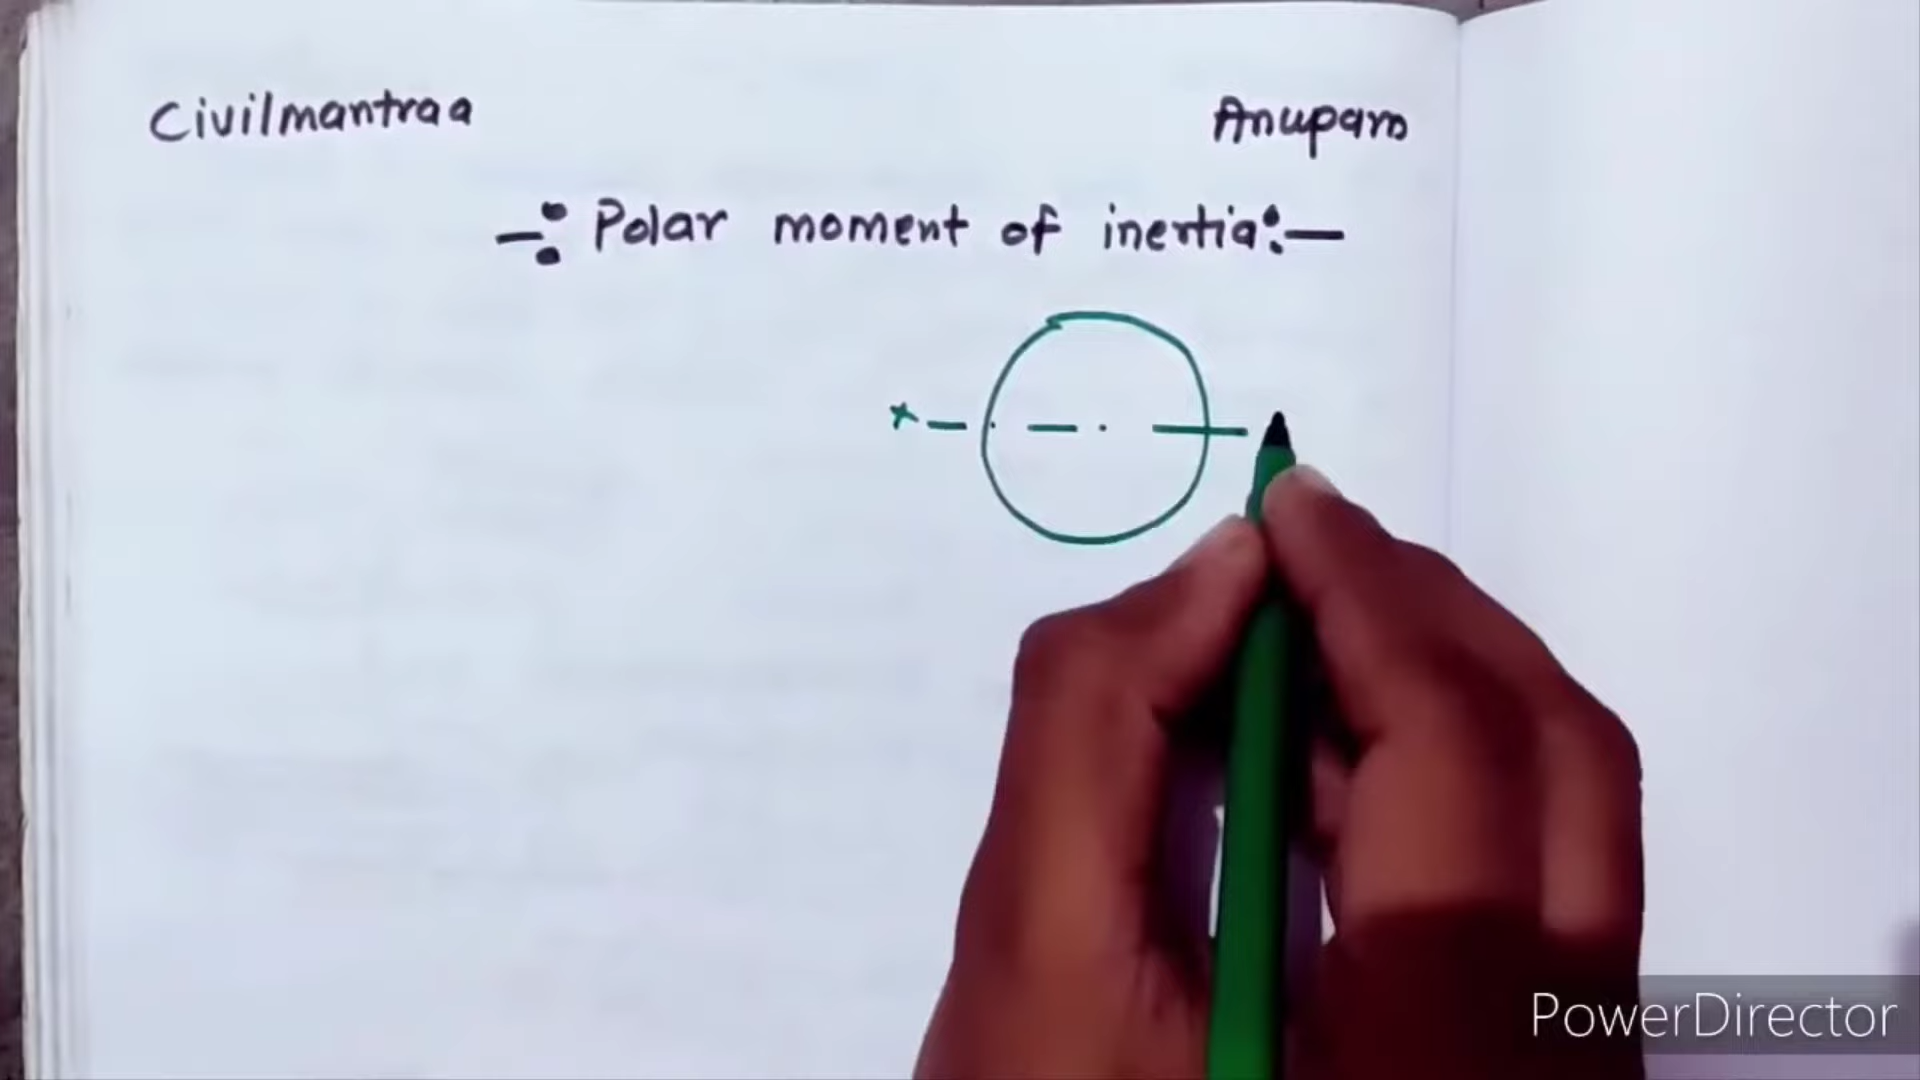 Civilmantraa Anupam
-: Polar moment of inertia:-
x
PowerDirector